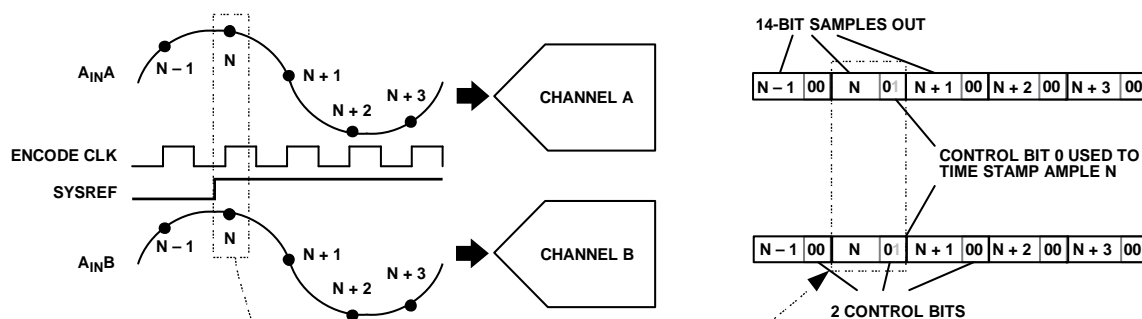 14-BIT SAMPLES OUT
N – 1
N
N + 1
N + 2
N + 3
A_INA
CHANNEL A
N – 1 00 N 01 N + 1 00 N + 2 00 N + 3 00
ENCODE CLK
SYSREF
CONTROL BIT 0 USED TO
TIME STAMP AMPLE N
N – 1
N
N + 1
N + 2
N + 3
A_INB
CHANNEL B
N – 1 00 N 01 N + 1 00 N + 2 00 N + 3 00
2 CONTROL BITS